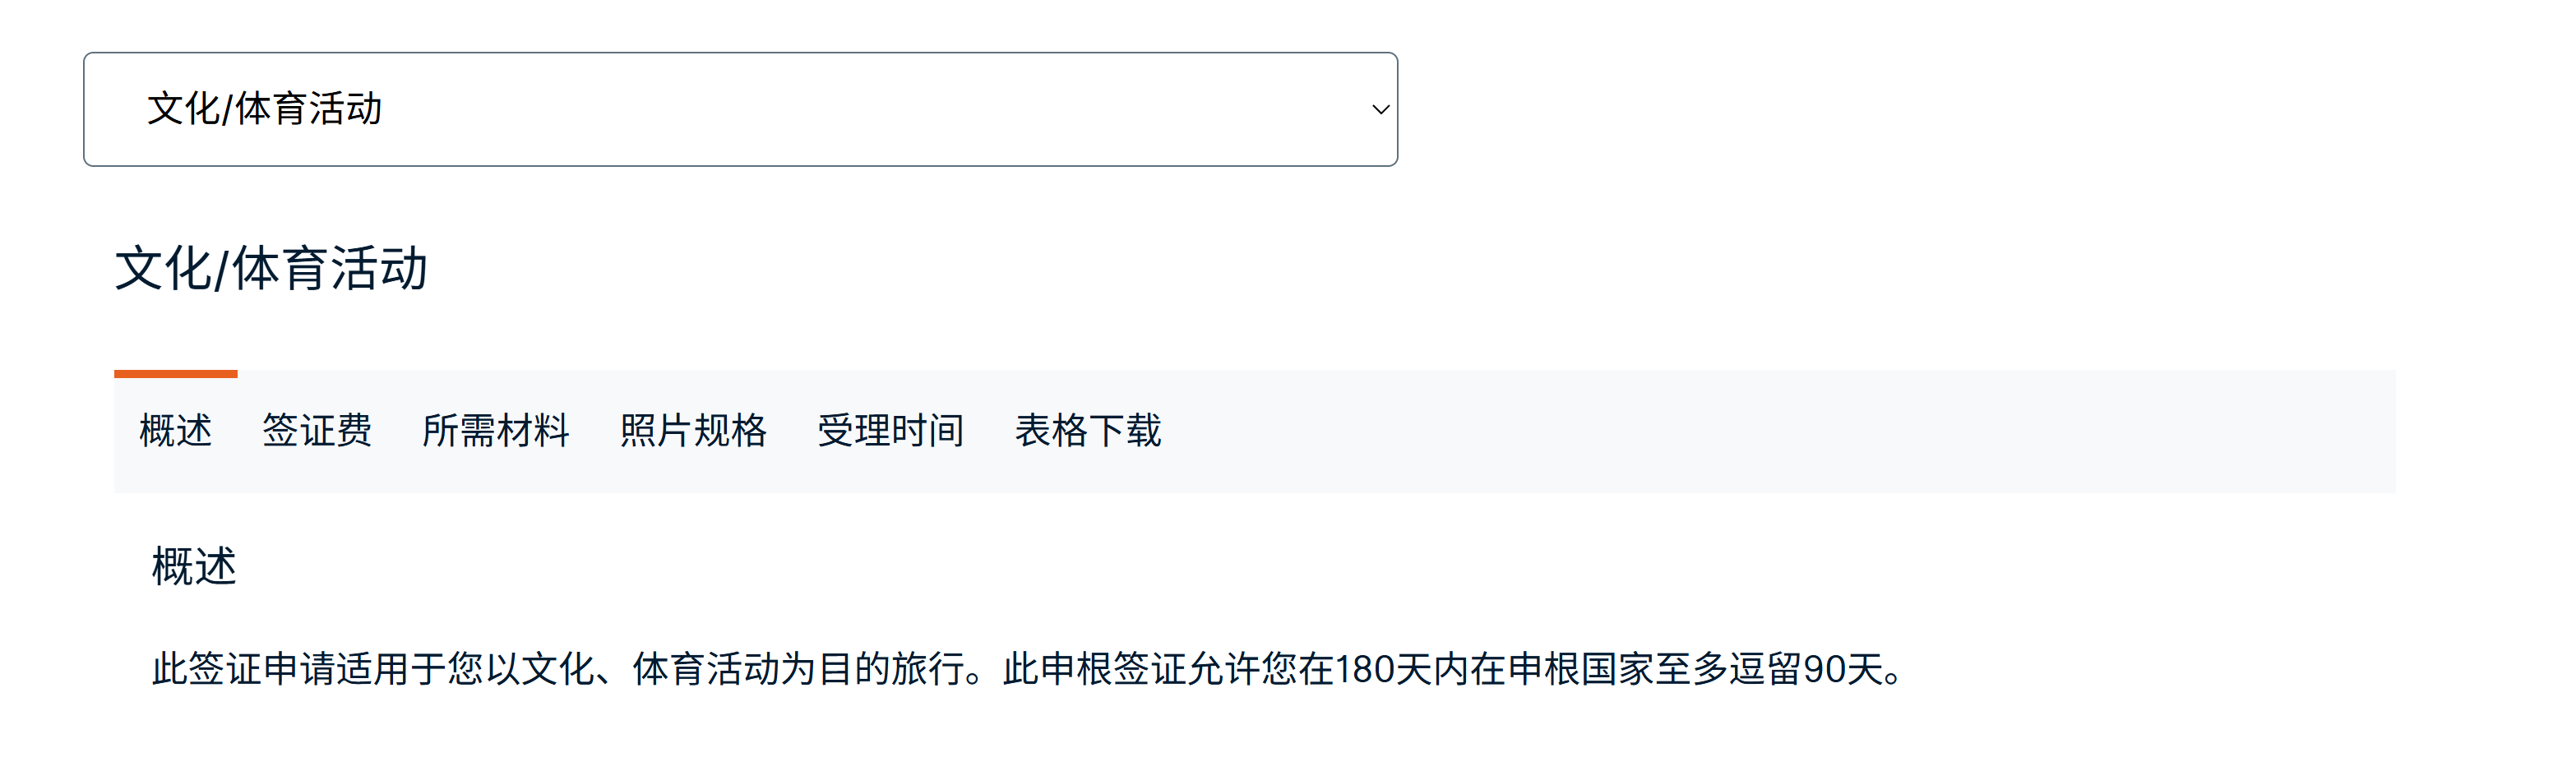 文化/体育活动
文化/体育活动
概述 签证费 所需材料 照片规格 受理时间 表格下载
概述
此签证申请适用于您以文化、体育活动为目的旅行。此申根签证允许您在180天内在申根国家至多逗留90天。